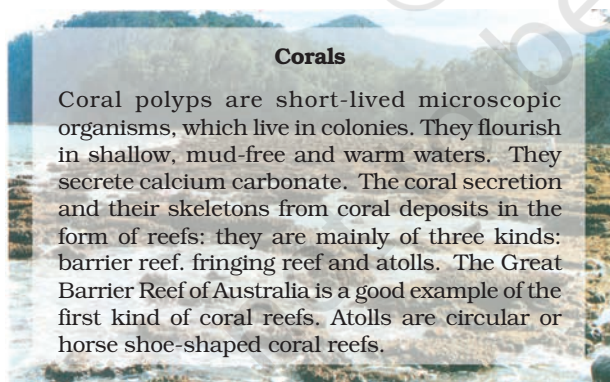 Corals
Coral polyps are short-lived microscopic
organisms, which live in colonies. They flourish
in shallow, mud-free and warm waters. They
secrete calcium carbonate. The coral secretion
and their skeletons from coral deposits in the
form of reefs: they are mainly of three kinds:
barrier reef. fringing reef and atolls. The Great
Barrier Reef of Australia is a good example of the
first kind of coral reefs. Atolls are circular or
horse shoe-shaped coral reefs.